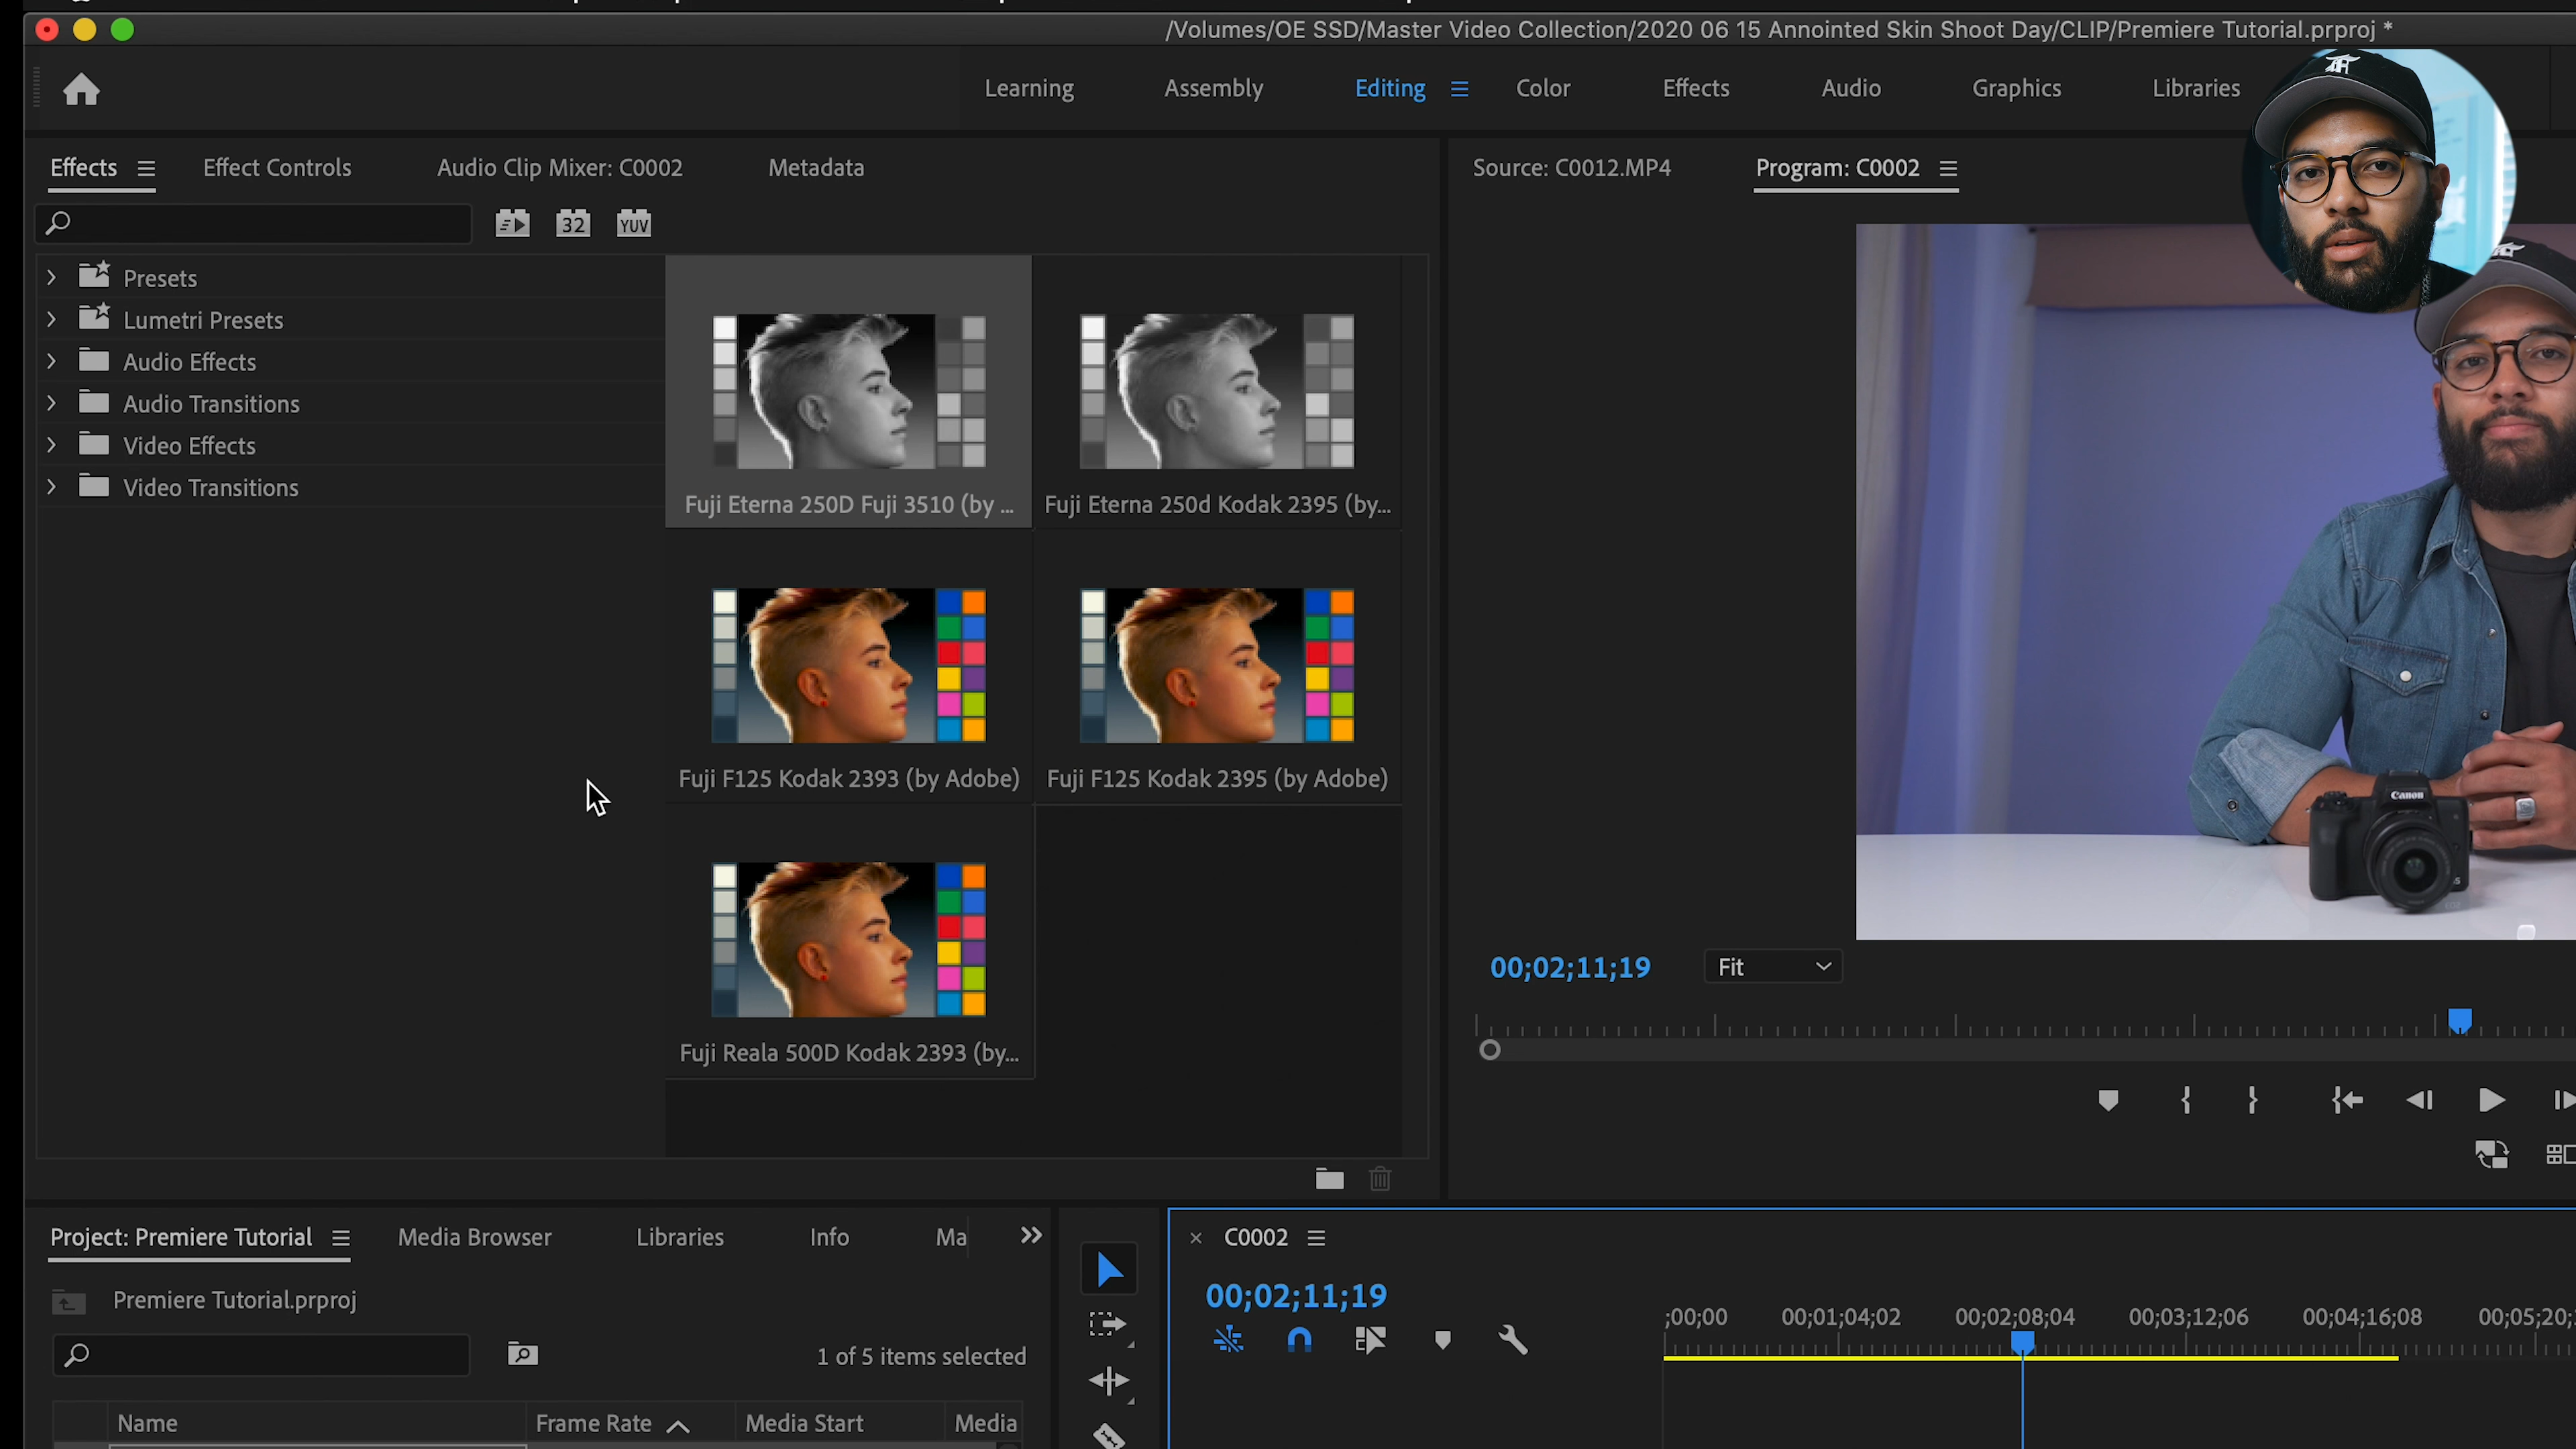 /Volumes/OE SSD/Master Video Collection/2020 06 15 Annointed Skin Shoot Day/CLIP/Premiere Tutorial.prproj *
Learning Assembly Editing Color Effects Audio Graphics Libraries
Effects Effect Controls Audio Clip Mixer: C0002 Metadata
Source: C0012.MP4 Program: C0002
32 YUV
Presets
Lumetri Presets
Audio Effects
Audio Transitions
Video Effects
Video Transitions
Fuji Eterna 250D Fuji 3510 (by ...
Fuji Eterna 250d Kodak 2395 (by...
Fuji F125 Kodak 2393 (by Adobe)
Fuji F125 Kodak 2395 (by Adobe)
Fuji Reala 500D Kodak 2393 (by...
Canon
00;02;11;19 Fit
Project: Premiere Tutorial Media Browser Libraries Info Ma
Premiere Tutorial.prproj
1 of 5 items selected
Name Frame Rate Media Start Media
C0002
00;02;11;19
;00;00 00;01;04;02 00;02;08;04 00;03;12;06 00;04;16;08 00;05;20;